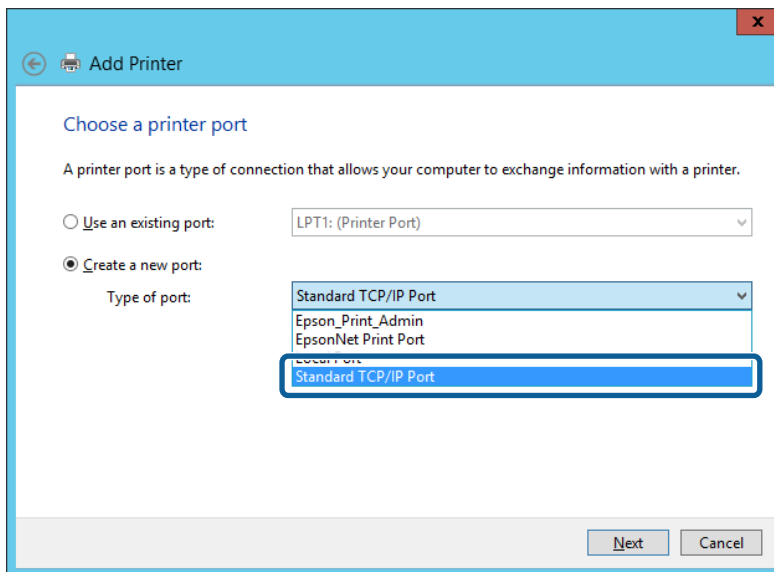 x
Add Printer
Choose a printer port
A printer port is a type of connection that allows your computer to exchange information with a printer.
Use an existing port: LPT1: (Printer Port)
Create a new port:
Type of port: Standard TCP/IP Port
Epson_Print_Admin
EpsonNet Print Port
Local Port
Standard TCP/IP Port
Next Cancel